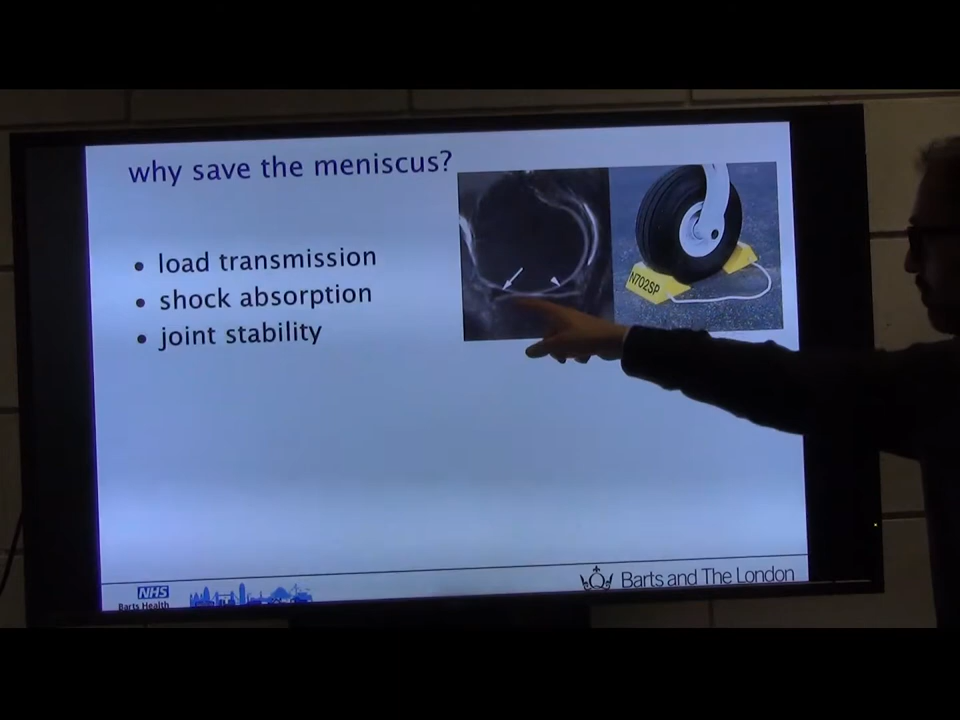 why save the meniscus?
• load transmission
• shock absorption
• joint stability
N702SP
NHS
Barts Health
Barts and The London